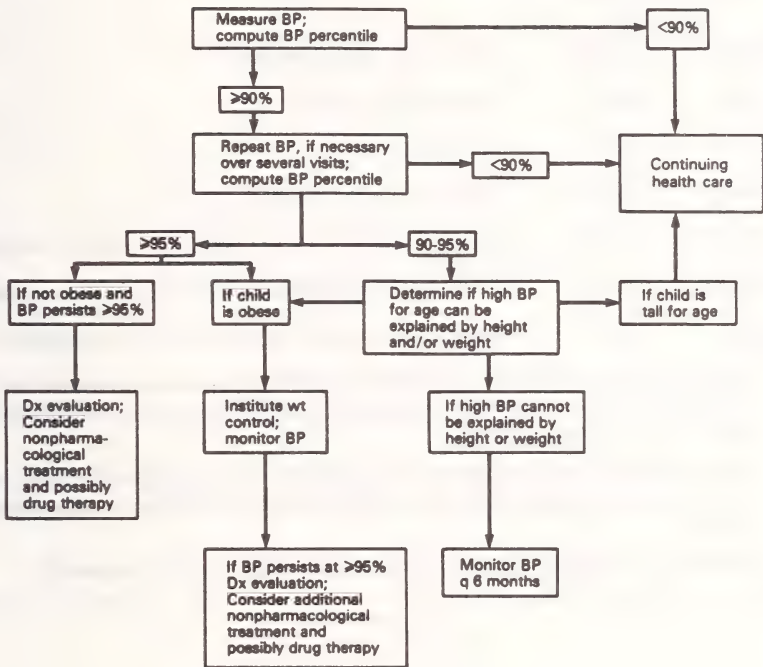 Measure BP;
compute BP percentile
<90%
≥90%
Repeat BP, if necessary
over several visits;
compute BP percentile
<90%
Continuing
health care
≥95%
90-95%
If not obese and
BP persists ≥95%
If child
is obese
Determine if high BP
for age can be
explained by height
and/or weight
If child is
tall for age
Dx evaluation;
Consider
nonpharma-
cological
treatment
and possibly
drug therapy
Institute wt
control;
monitor BP
If high BP cannot
be explained by
height or weight
If BP persists at ≥95%
Dx evaluation;
Consider additional
nonpharmacological
treatment and
possibly drug therapy
Monitor BP
q 6 months